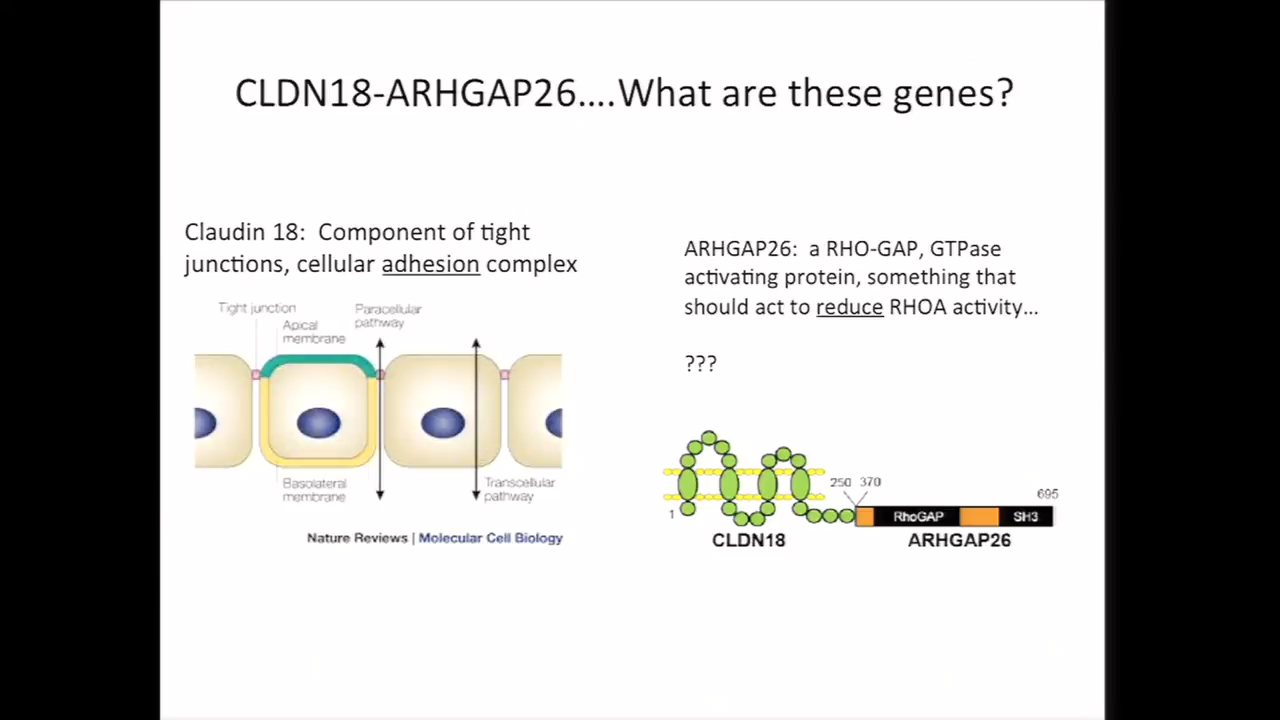 CLDN18-ARHGAP26....What are these genes?
Claudin 18:  Component of tight
junctions, cellular adhesion complex
Tight junction
Apical
membrane
Paracellular
pathway
Basolateral
membrane
Transcellular
pathway
Nature Reviews | Molecular Cell Biology
ARHGAP26:  a RHO-GAP, GTPase
activating protein, something that
should act to reduce RHOA activity...
???
250 370
695
1
RhoGAP
SH3
CLDN18
ARHGAP26